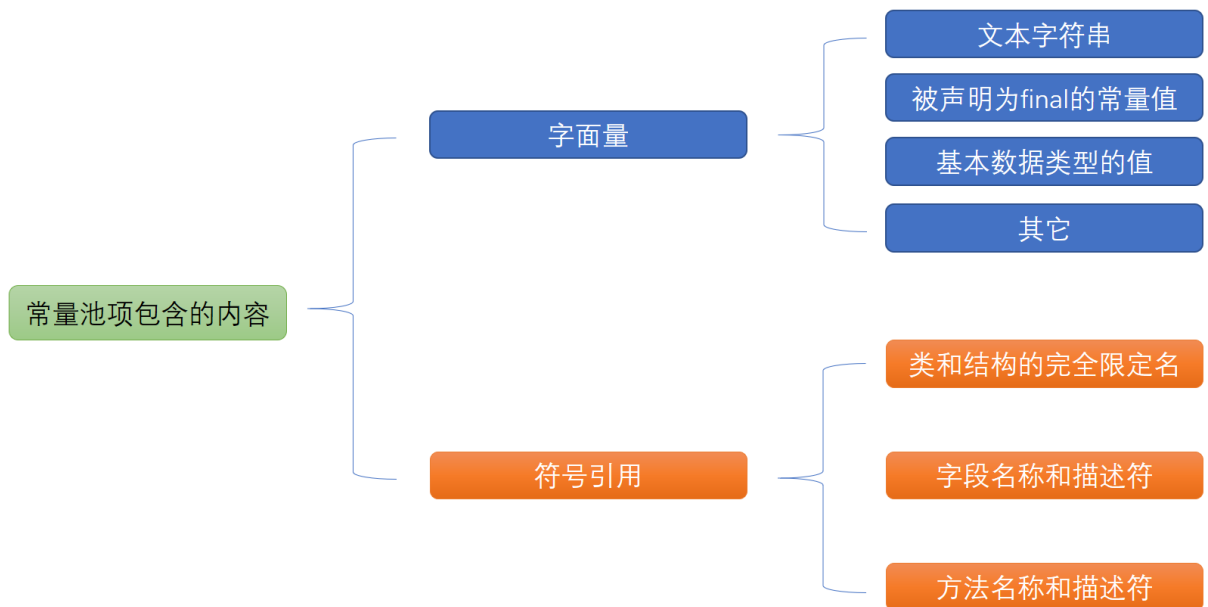 常量池项包含的内容
字面量
文本字符串
被声明为final的常量值
基本数据类型的值
其它
符号引用
类和结构的完全限定名
字段名称和描述符
方法名称和描述符